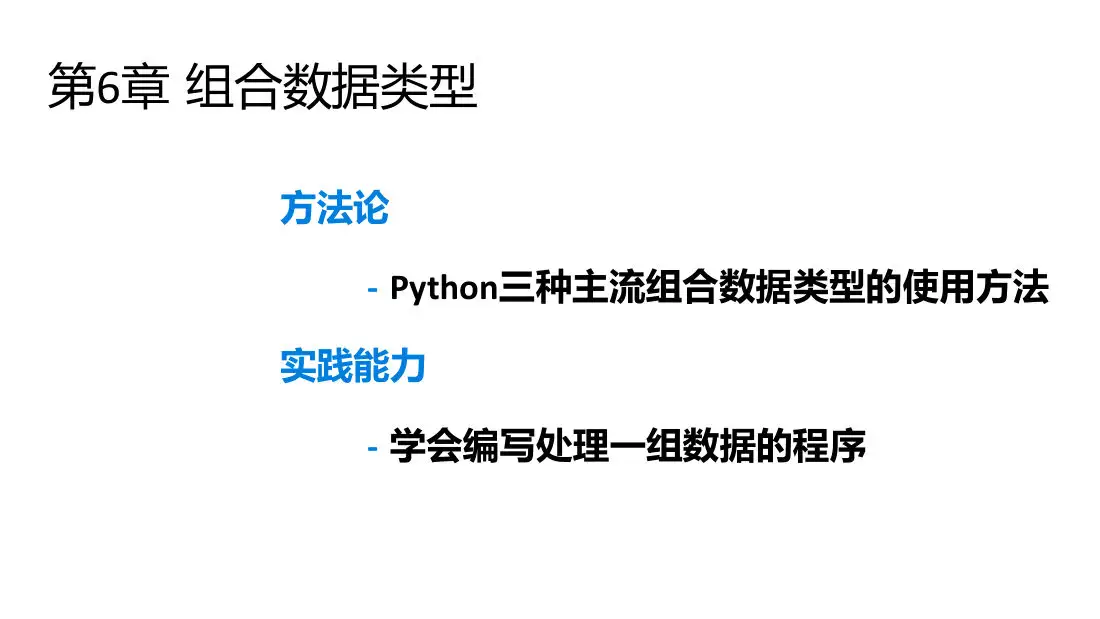 第6章 组合数据类型
方法论
- Python三种主流组合数据类型的使用方法
实践能力
- 学会编写处理一组数据的程序